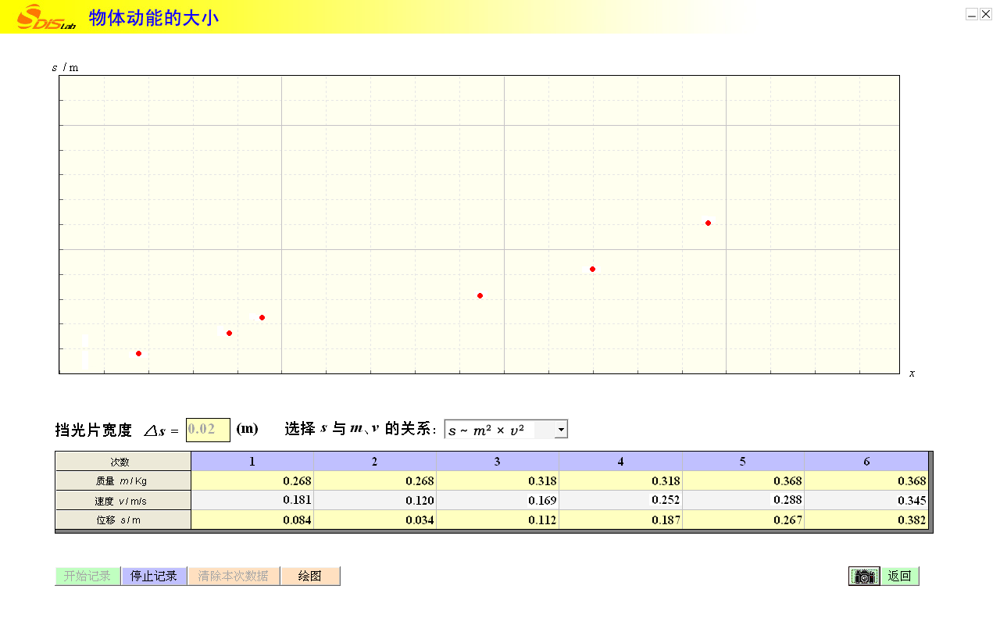 SDISLab 物体动能的大小
s / m
x
挡光片宽度 △s = 0.02 (m) 选择 s 与 m、v 的关系: s ~ m² × v²
次数 1 2 3 4 5 6
质量 m / Kg 0.268 0.268 0.318 0.318 0.368 0.368
速度 v / m/s 0.181 0.120 0.169 0.252 0.288 0.345
位移 s / m 0.084 0.034 0.112 0.187 0.267 0.382
开始记录 停止记录 清除本次数据 绘图 返回